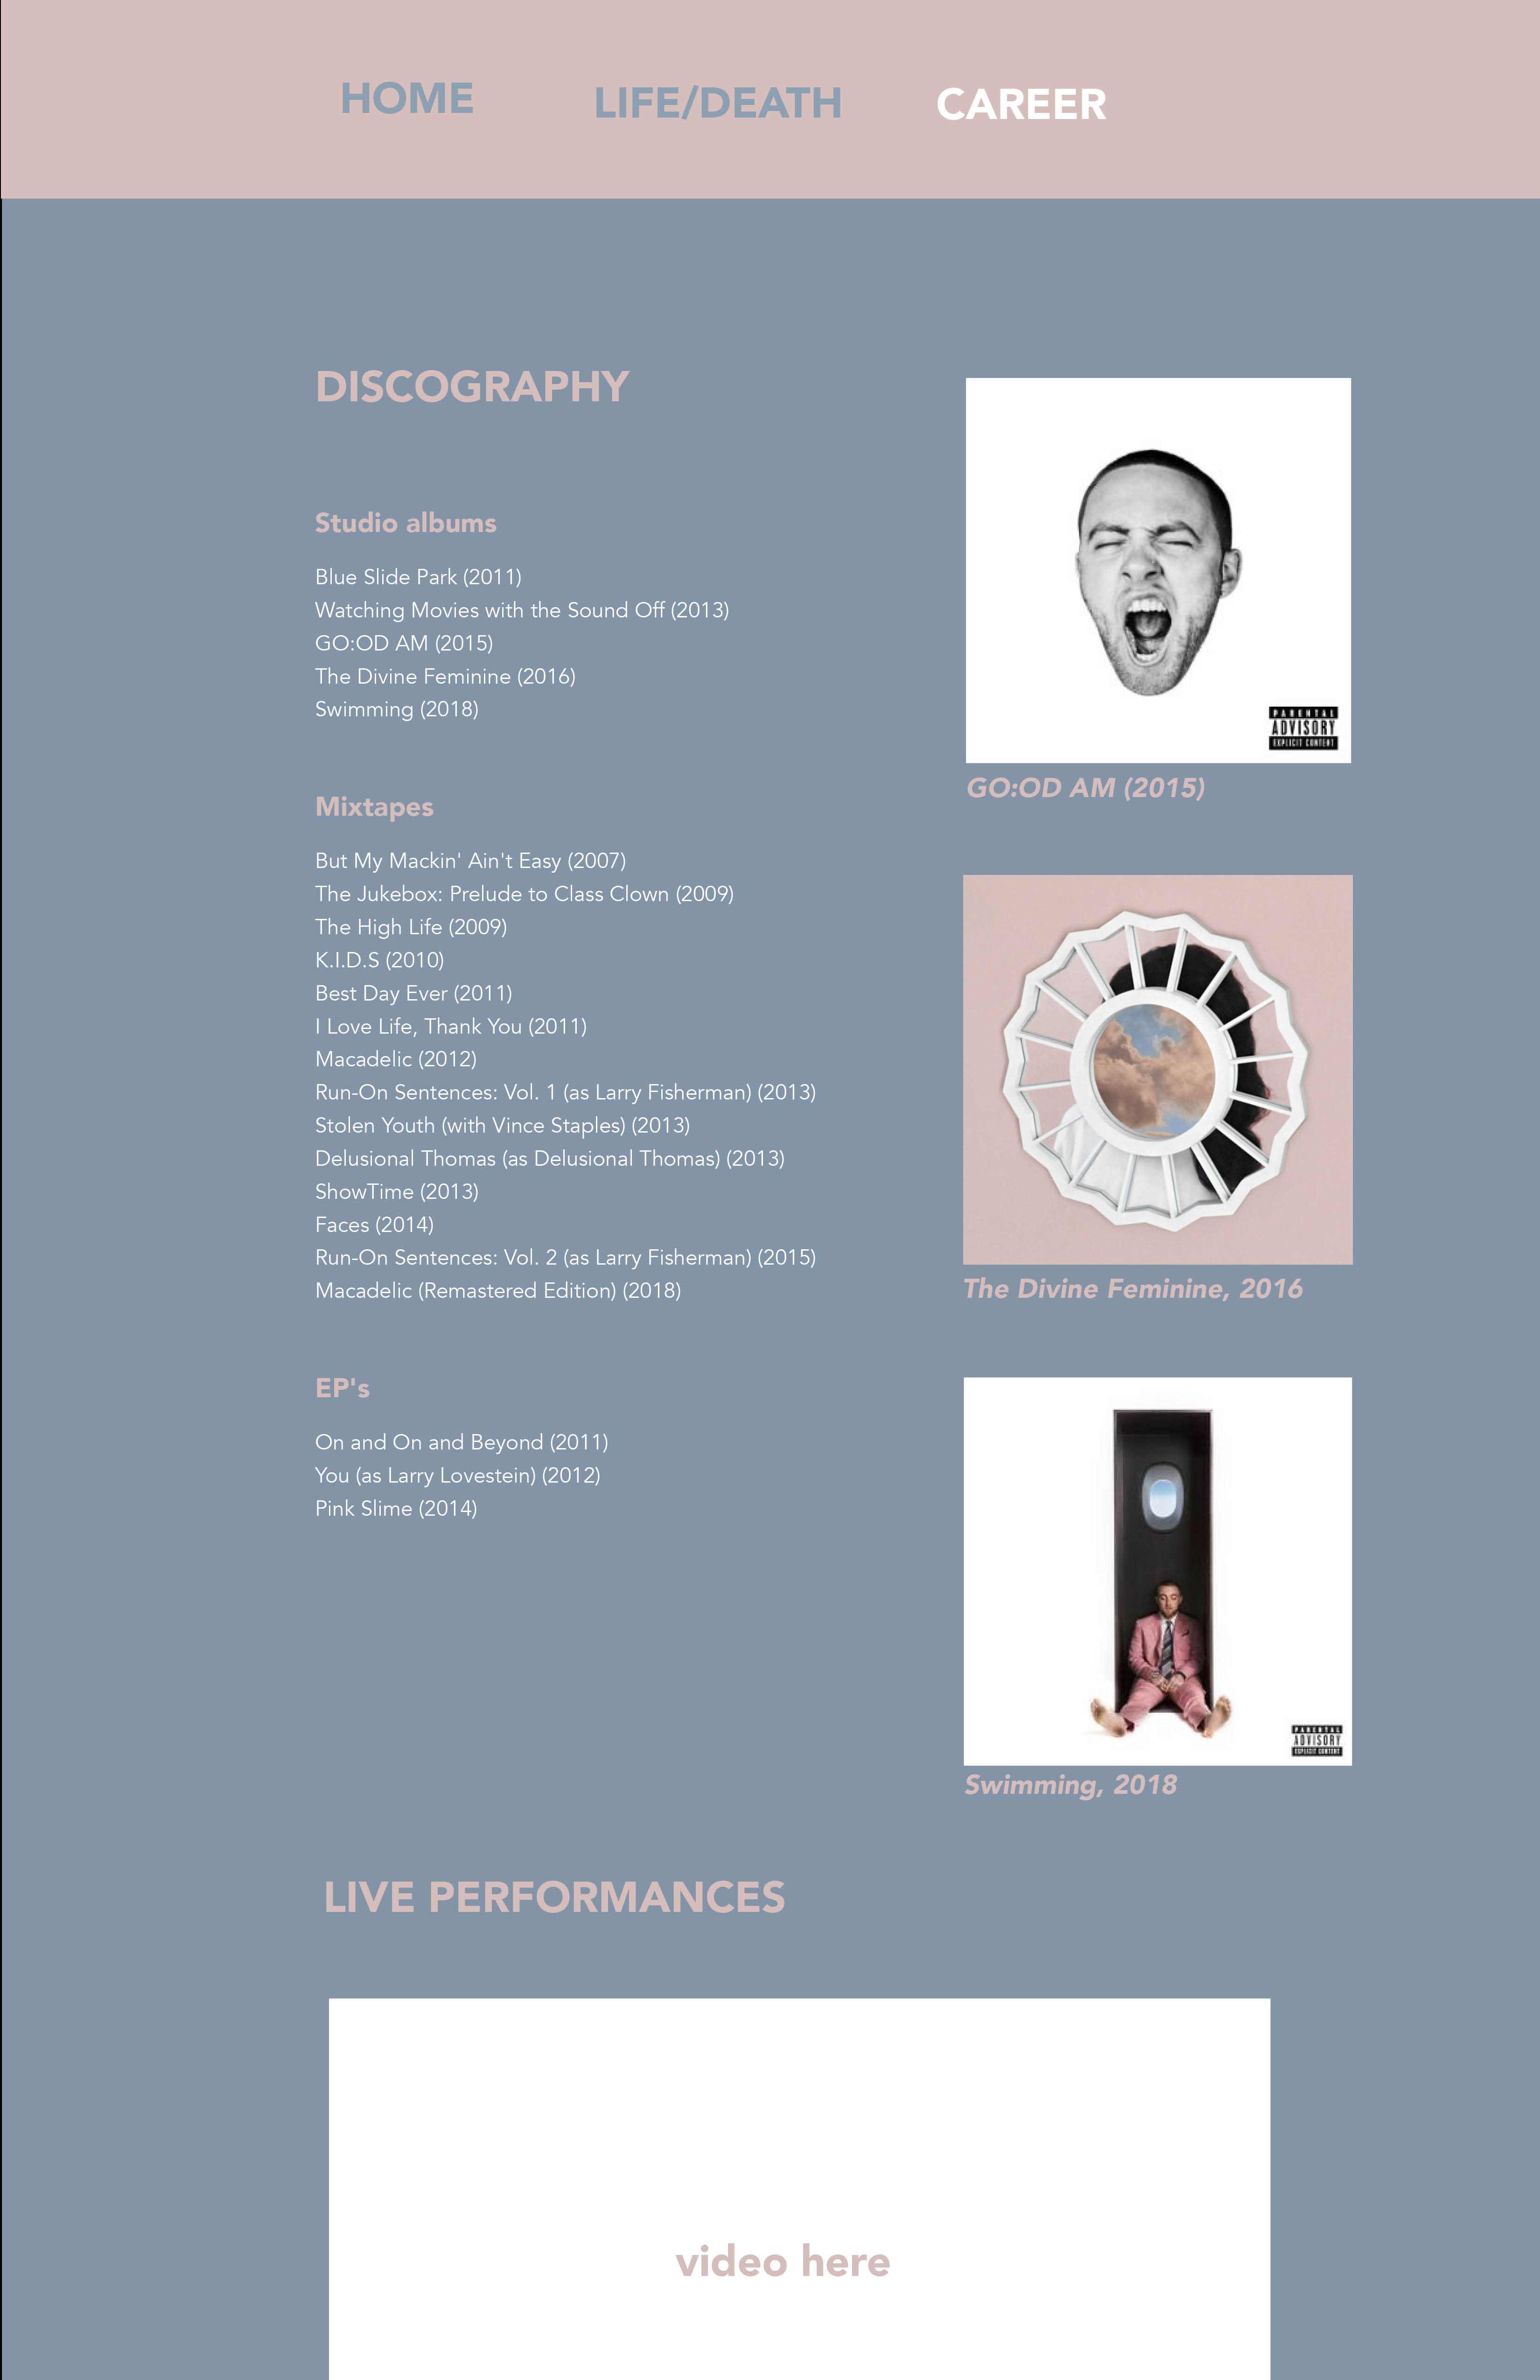 HOME LIFE/DEATH CAREER
DISCOGRAPHY
Studio albums
Blue Slide Park (2011)
Watching Movies with the Sound Off (2013)
GO:OD AM (2015)
The Divine Feminine (2016)
Swimming (2018)
Mixtapes
But My Mackin' Ain't Easy (2007)
The Jukebox: Prelude to Class Clown (2009)
The High Life (2009)
K.I.D.S (2010)
Best Day Ever (2011)
I Love Life, Thank You (2011)
Macadelic (2012)
Run-On Sentences: Vol. 1 (as Larry Fisherman) (2013)
Stolen Youth (with Vince Staples) (2013)
Delusional Thomas (as Delusional Thomas) (2013)
ShowTime (2013)
Faces (2014)
Run-On Sentences: Vol. 2 (as Larry Fisherman) (2015)
Macadelic (Remastered Edition) (2018)
EP's
On and On and Beyond (2011)
You (as Larry Lovestein) (2012)
Pink Slime (2014)
PARENTAL
ADVISORY
EXPLICIT CONTENT
GO:OD AM (2015)
The Divine Feminine, 2016
PARENTAL
ADVISORY
EXPLICIT CONTENT
Swimming, 2018
LIVE PERFORMANCES
video here